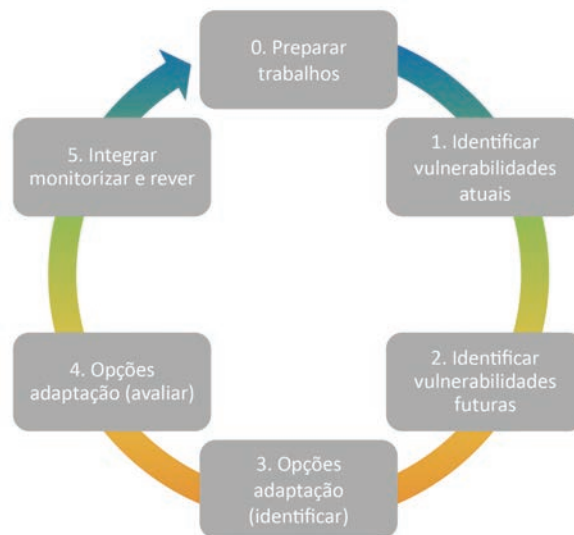 0. Preparar
trabalhos
1. Identificar
vulnerabilidades
atuais
2. Identificar
vulnerabilidades
futuras
3. Opções
adaptação
(identificar)
4. Opções
adaptação (avaliar)
5. Integrar
monitorizar e rever